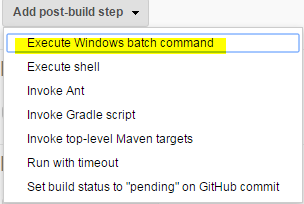 Add post-build step
Execute Windows batch command
Execute shell
Invoke Ant
Invoke Gradle script
Invoke top-level Maven targets
Run with timeout
Set build status to "pending" on GitHub commit